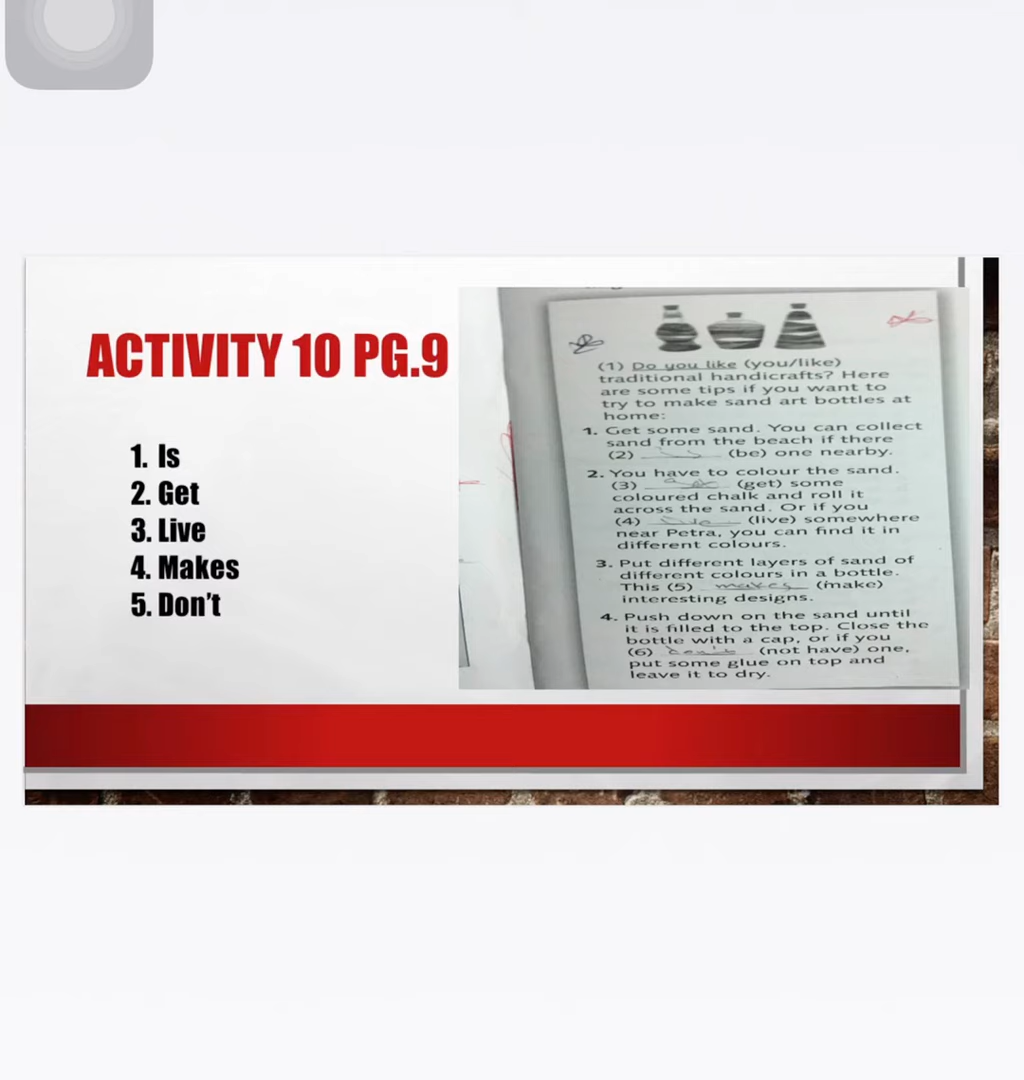 ACTIVITY 10 PG.9
1. Is
2. Get
3. Live
4. Makes
5. Don't
(1) Do you like (you/like)
traditional handicrafts? Here
are some tips if you want to
try to make sand art bottles at
home:
1. Get some sand. You can collect
sand from the beach if there
(2) (be) one nearby.
2. You have to colour the sand.
(3) (get) some
coloured chalk and roll it
across the sand. Or if you
(4) live (live) somewhere
near Petra, you can find it in
different colours.
3. Put different layers of sand of
different colours in a bottle.
This (5) makes (make)
interesting designs.
4. Push down on the sand until
it is filled to the top. Close the
bottle with a cap, or if you
(6) don't (not have) one,
put some glue on top and
leave it to dry.